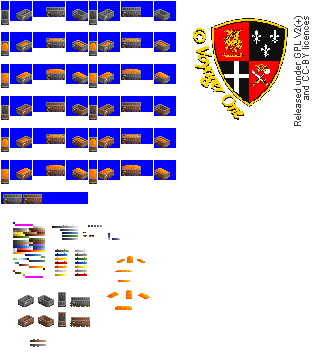 © Voyager One
Released under GPL V2(+)
and CC-BY licences